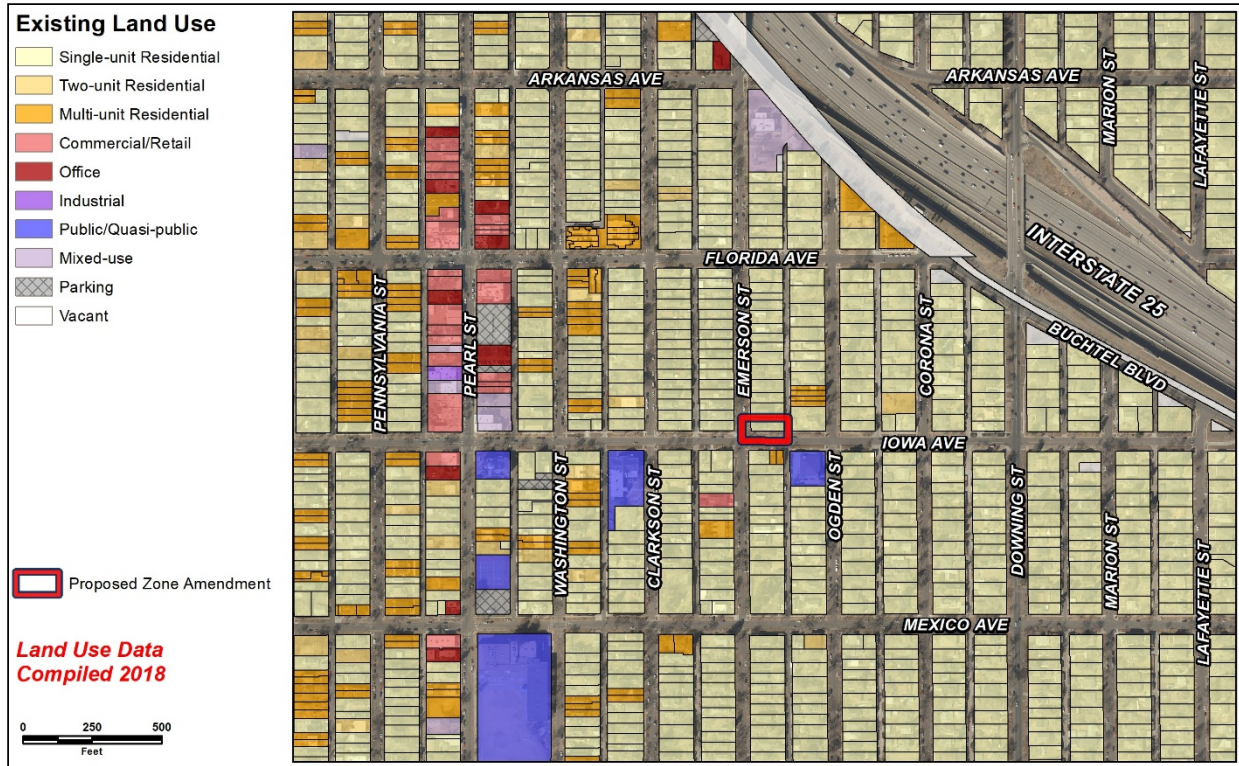 Existing Land Use
Single-unit Residential
Two-unit Residential
Multi-unit Residential
Commercial/Retail
Office
Industrial
Public/Quasi-public
Mixed-use
Parking
Vacant
Proposed Zone Amendment
Land Use Data
Compiled 2018
0 250 500
Feet
ARKANSAS AVE
ARKANSAS AVE
MARION ST
LAFAYETTE ST
INTERSTATE 25
FLORIDA AVE
PENNSYLVANIA ST
PEARL ST
EMERSON ST
CORONA ST
BUCHTEL BLVD
IOWA AVE
WASHINGTON ST
CLARKSON ST
OGDEN ST
DOWNING ST
MARION ST
LAFAYETTE ST
MEXICO AVE